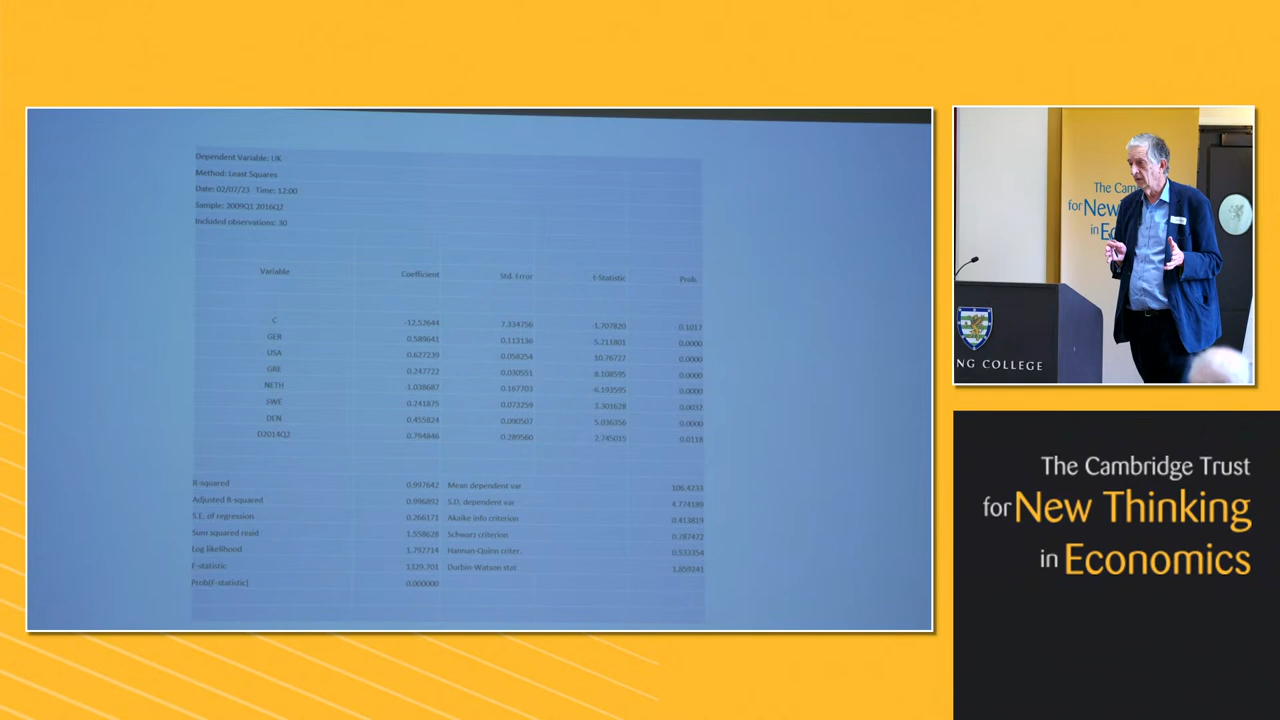 Dependent Variable: UK
Method: Least Squares
Date: 02/07/23 Time: 12:00
Sample: 2009Q1 2016Q2
Included observations: 30
Variable Coefficient Std. Error t-Statistic Prob.
C -12.52644 7.334756 -1.707820 0.1017
GER 0.589641 0.113136 5.211801 0.0000
USA 0.627239 0.058254 10.76727 0.0000
GRE 0.247722 0.030551 8.108595 0.0000
NETH -1.038687 0.167703 -6.193595 0.0000
SWE 0.241875 0.073259 3.301628 0.0032
DEN 0.455824 0.090507 5.036356 0.0000
D2014Q2 0.794846 0.289560 2.745015 0.0118
R-squared 0.997642 Mean dependent var 106.4233
Adjusted R-squared 0.996892 S.D. dependent var 4.774189
S.E. of regression 0.266171 Akaike info criterion 0.413819
Sum squared resid 1.558628 Schwarz criterion 0.787472
Log likelihood 1.792714 Hannan-Quinn criter. 0.533354
F-statistic 1329.701 Durbin-Watson stat 1.859241
Prob(F-statistic) 0.000000
The Cam
for New
in Ec
NG COLLEGE
The Cambridge Trust
for New Thinking
in Economics